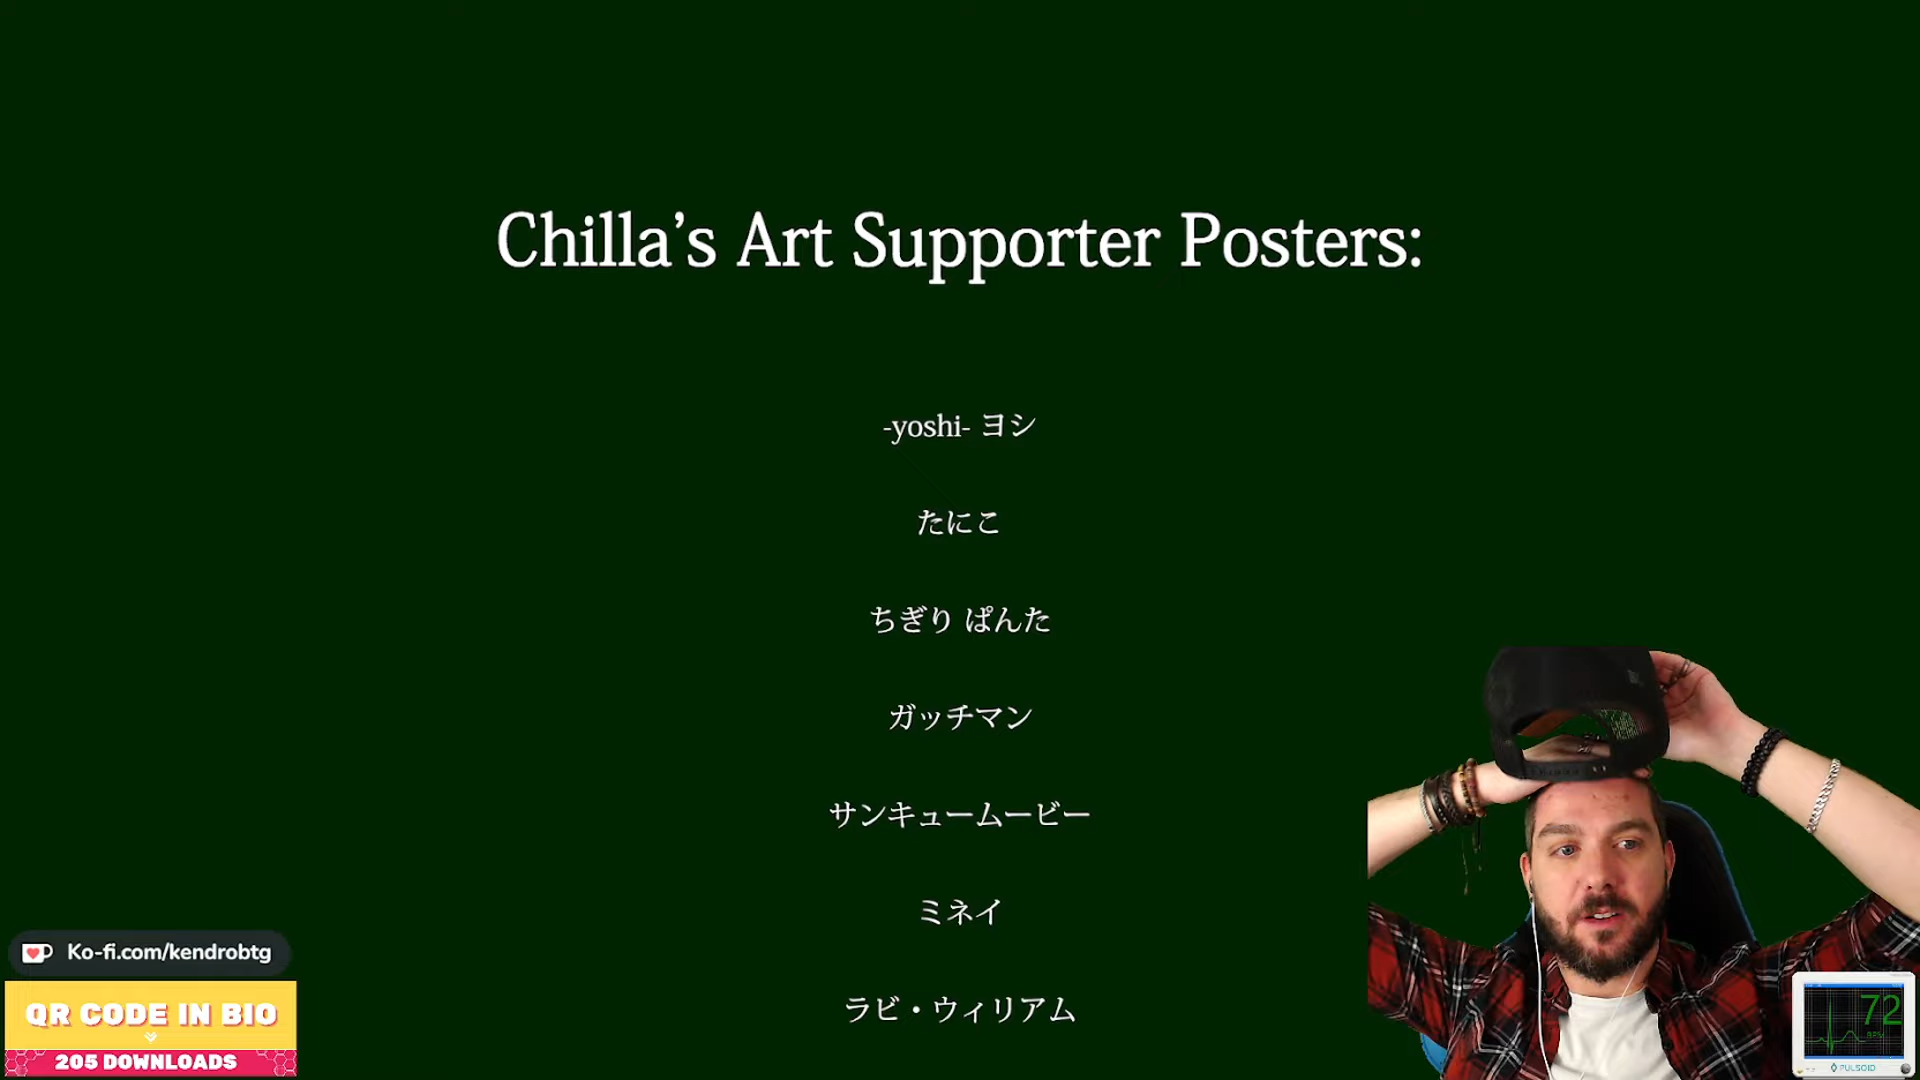 Chilla’s Art Supporter Posters:
-yoshi- ヨシ
たにこ
ちぎり ぱんた
ガッチマン
サンキュームービー
ミネイ
ラビ・ウィリアム
Ko-fi.com/kendrobtg
QR CODE IN BIO
205 DOWNLOADS
72
PULSOID